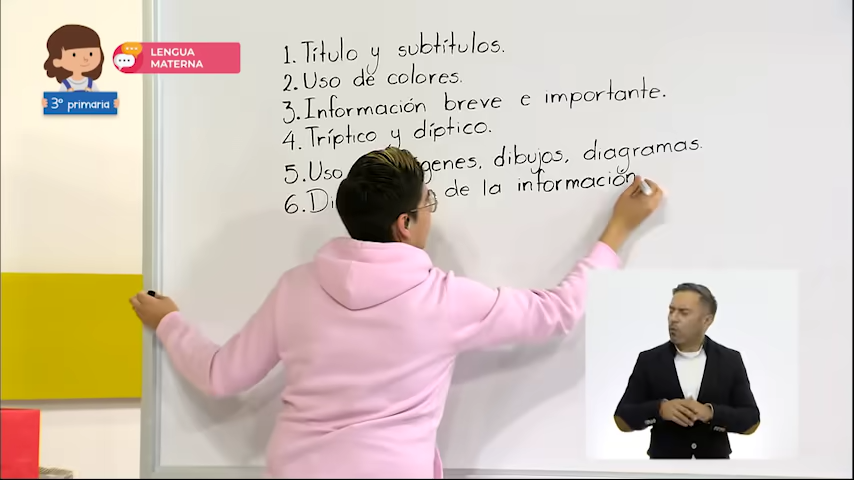 LENGUA
MATERNA
3° primaria
1. Título y subtítulos.
2. Uso de colores.
3. Información breve e importante.
4. Tríptico y díptico.
5. Uso dibujos, diagramas.
6. de la información